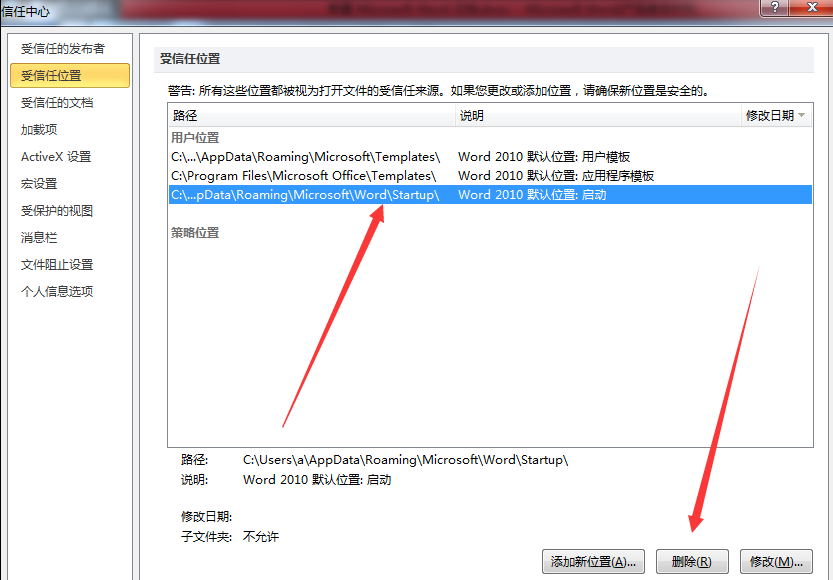 信任中心
受信任的发布者
受信任位置
受信任的文档
加载项
ActiveX 设置
宏设置
受保护的视图
消息栏
文件阻止设置
个人信息选项
受信任位置
警告: 所有这些位置都被视为打开文件的受信任来源。如果您更改或添加位置，请确保新位置是安全的。
路径 说明 修改日期
用户位置
C:\...\AppData\Roaming\Microsoft\Templates\ Word 2010 默认位置: 用户模板
C:\Program Files\Microsoft Office\Templates\ Word 2010 默认位置: 应用程序模板
C:\...pData\Roaming\Microsoft\Word\Startup\ Word 2010 默认位置: 启动
策略位置
路径: C:\Users\a\AppData\Roaming\Microsoft\Word\Startup\
说明: Word 2010 默认位置: 启动
修改日期:
子文件夹: 不允许
添加新位置(A)... 删除(R) 修改(M)...